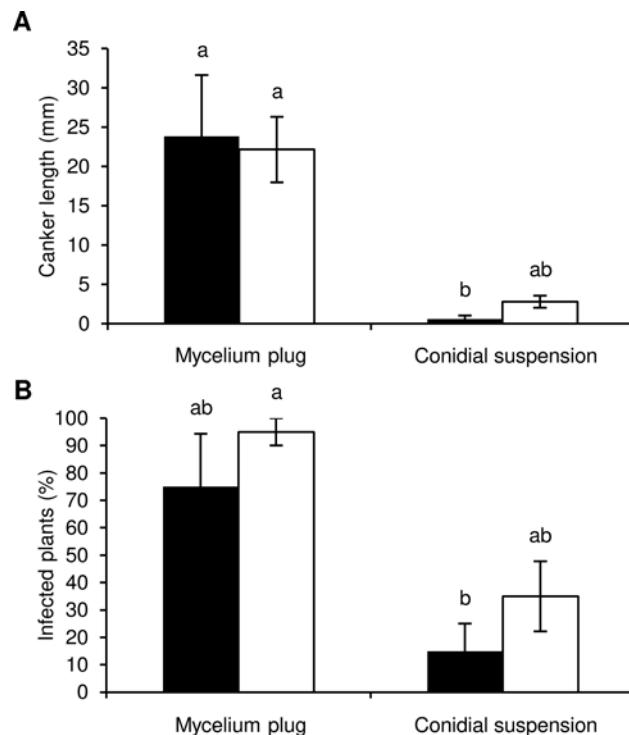 A
Canker length (mm)
35
30
25
20
15
10
5
0
a
a
b
ab
Mycelium plug
Conidial suspension
B
Infected plants (%)
100
90
80
70
60
50
40
30
20
10
0
ab
a
b
ab
Mycelium plug
Conidial suspension